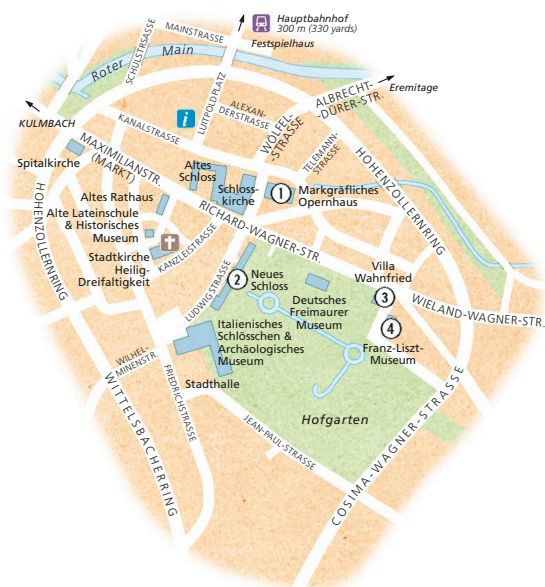 Hauptbahnhof
300 m (330 yards)
Festspielhaus
MAINSTRASSE
SCHULSTRSASSE
Roter Main
LUITPOLDPLATZ
ALEXAN-
DERSTRASSE
WÖLFEL-
STRASSE
ALBRECHT-
DÜRER-STR.
Eremitage
KULMBACH
i
KANALSTRASSE
MAXIMILIANSTR.
(MARKT)
TELEMANN-
STRASSE
HOHENZOLLERNRING
Spitalkirche
Altes
Schloss
Schloss-
kirche
1
Markgräfliches
Opernhaus
HOHENZOLLERNRING
Altes Rathaus
Alte Lateinschule
& Historisches
Museum
Stadtkirche
Heilig-
Dreifaltigkeit
KANZLEISTRASSE
RICHARD-WAGNER-STR.
LUDWIGSTRASSE
2
Neues
Schloss
Deutsches
Freimaurer
Museum
Villa
Wahnfried
3
WIELAND-WAGNER-STR.
4
Franz-Liszt-
Museum
Italienisches
Schlösschen &
Archäologisches
Museum
Stadthalle
WILHEL-
MINENSTR.
FRIEDRICHSTRASSE
WITTELSBACHERRING
JEAN-PAUL-STRASSE
Hofgarten
COSIMA-WAGNER-STRASSE